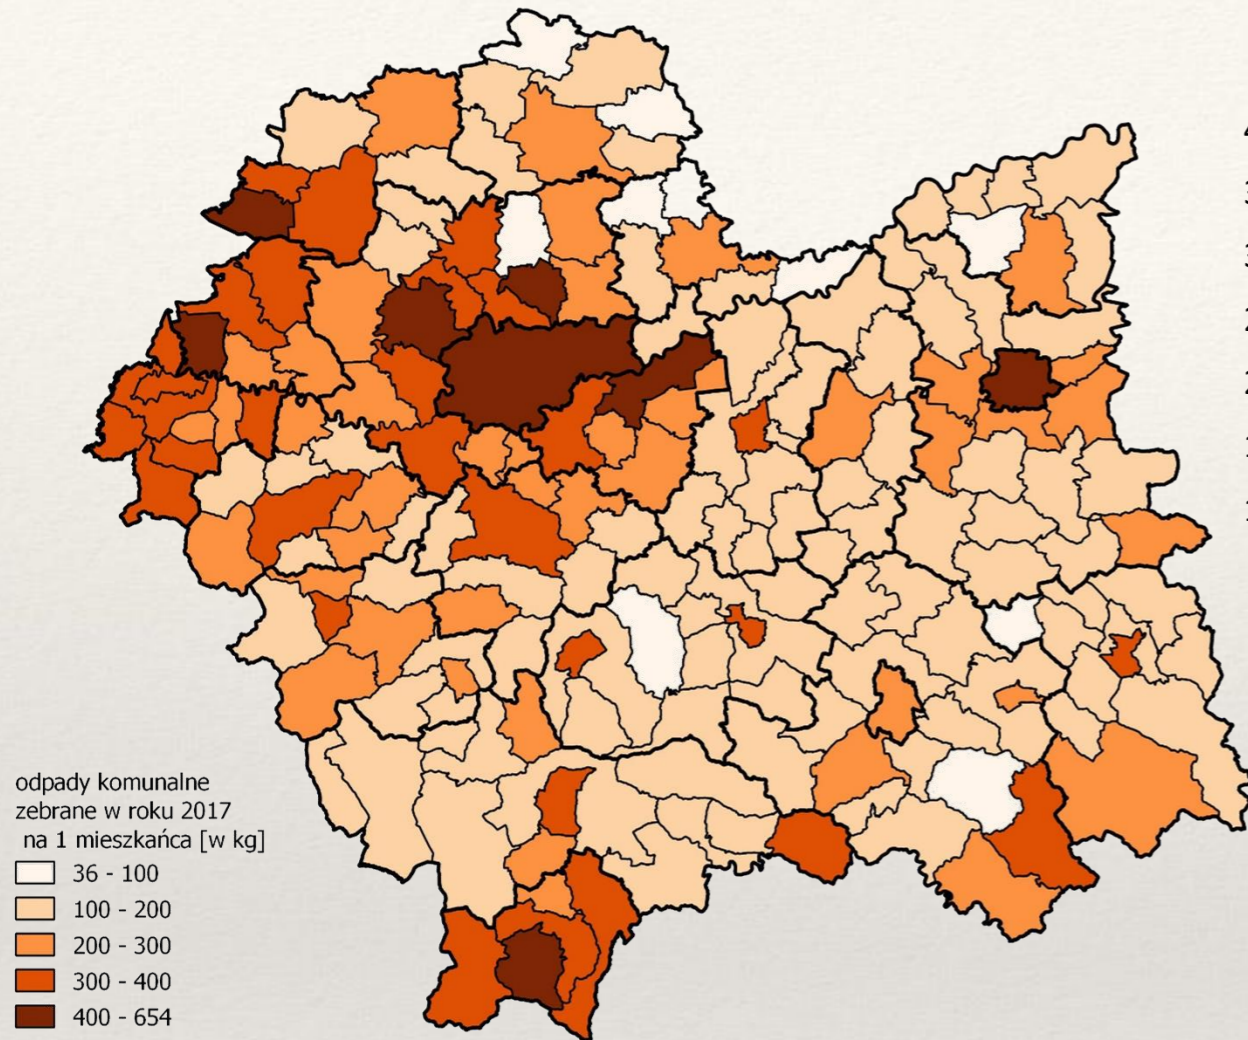 odpady komunalne
zebrane w roku 2017
na 1 mieszkańca [w kg]
36 - 100
100 - 200
200 - 300
300 - 400
400 - 654